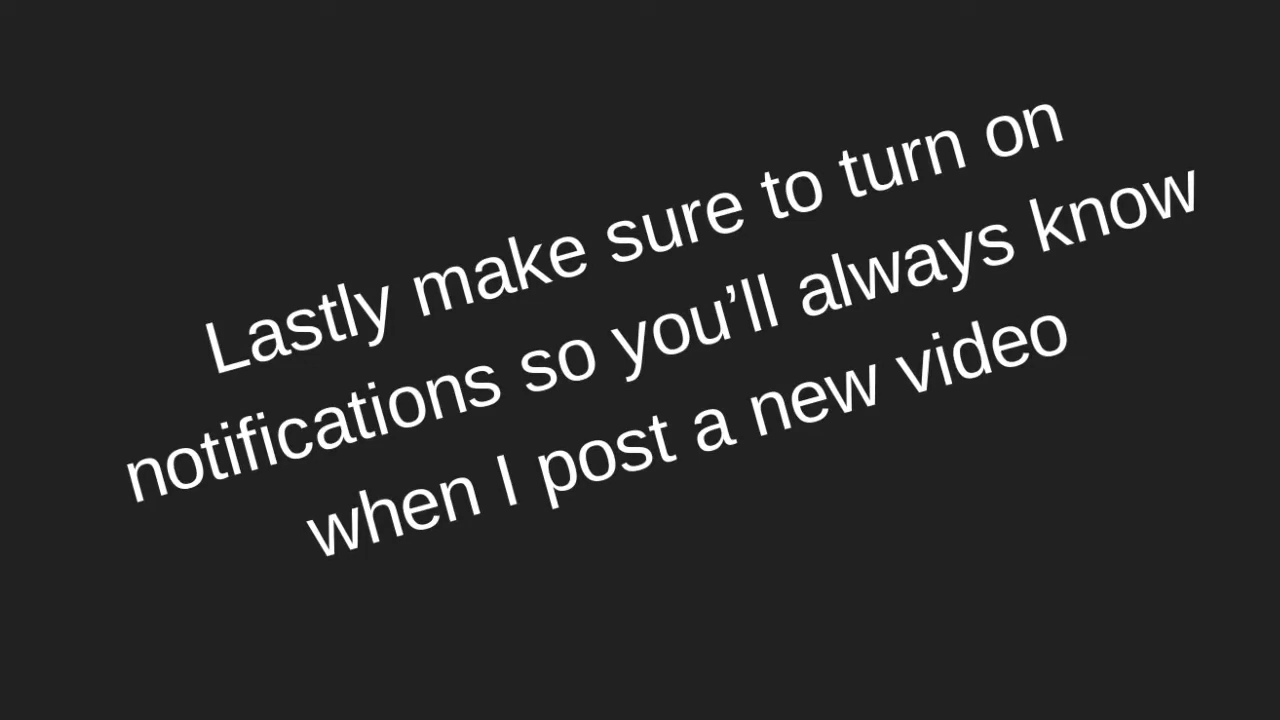 Lastly make sure to turn on
notifications so you’ll always know
when I post a new video